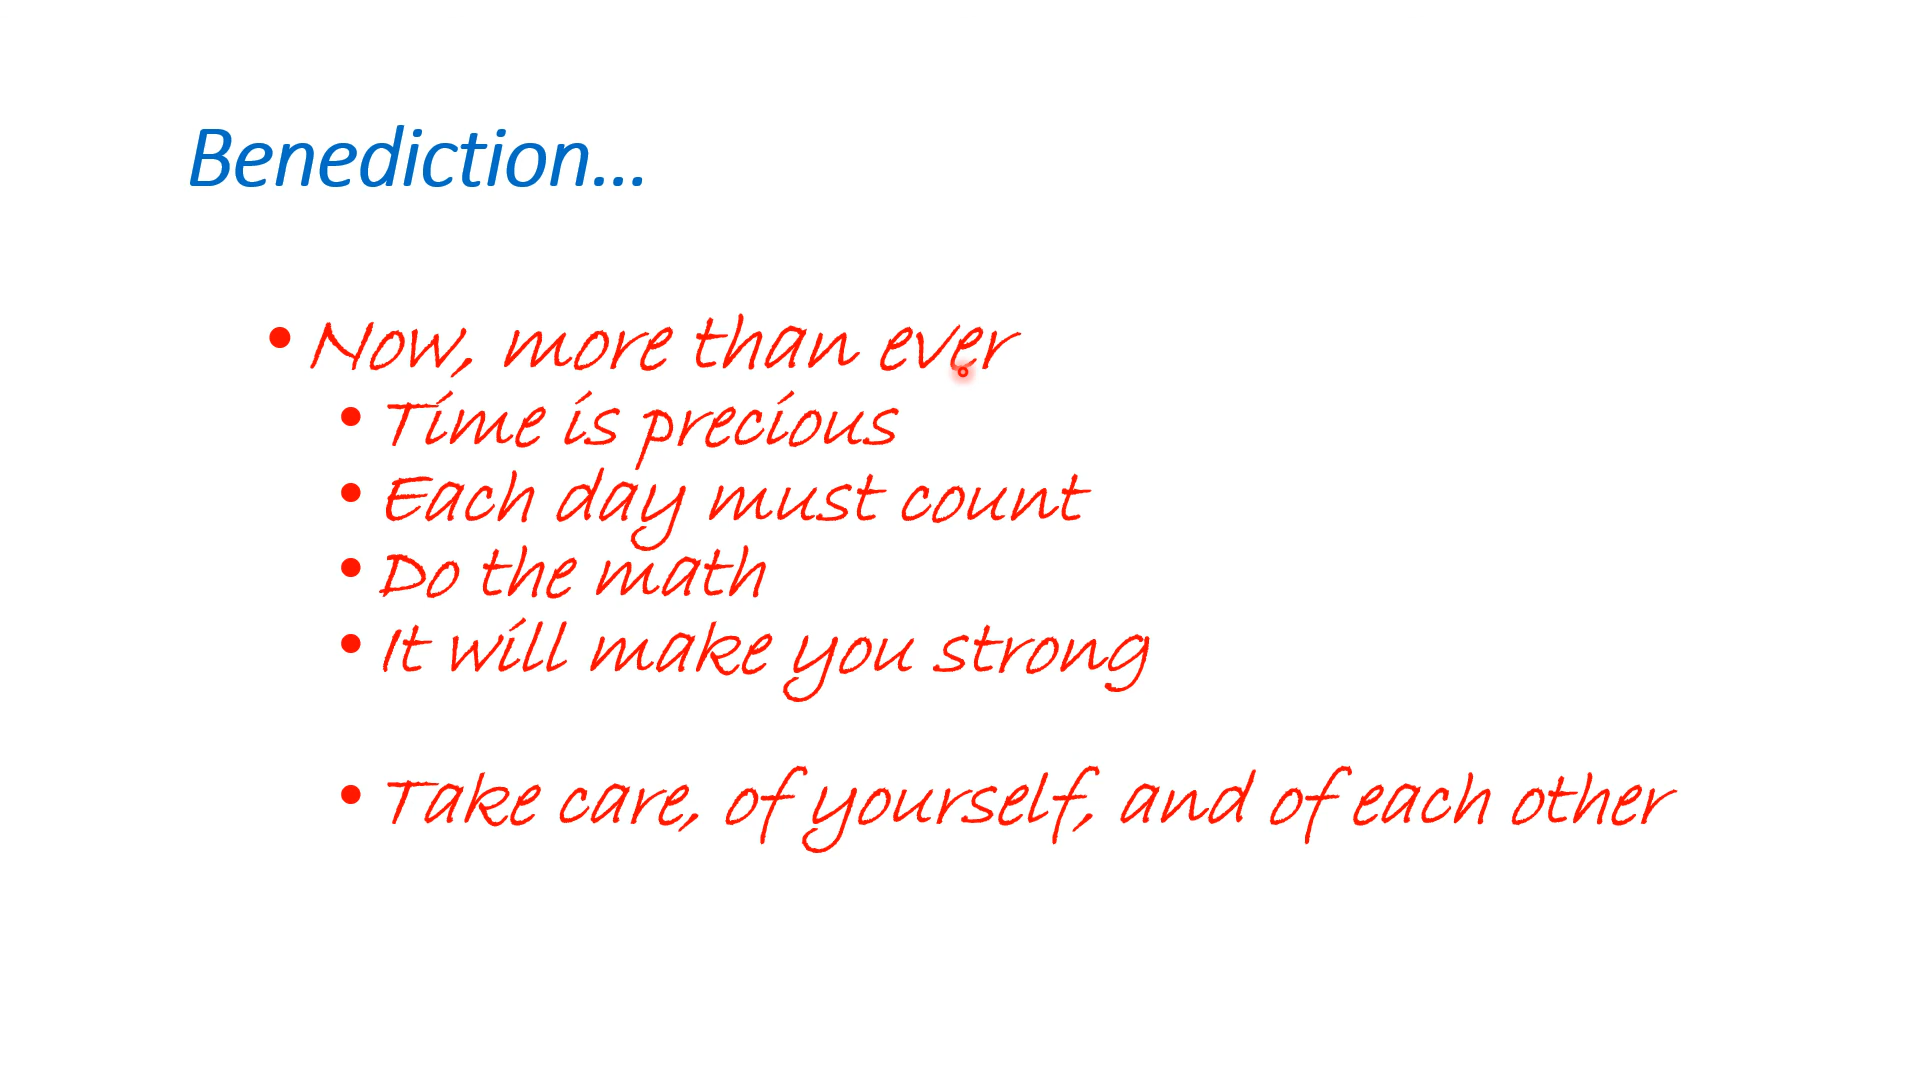 Benediction...
• Now, more than ever
• Time is precious
• Each day must count
• Do the math
• It will make you strong
• Take care, of yourself, and of each other